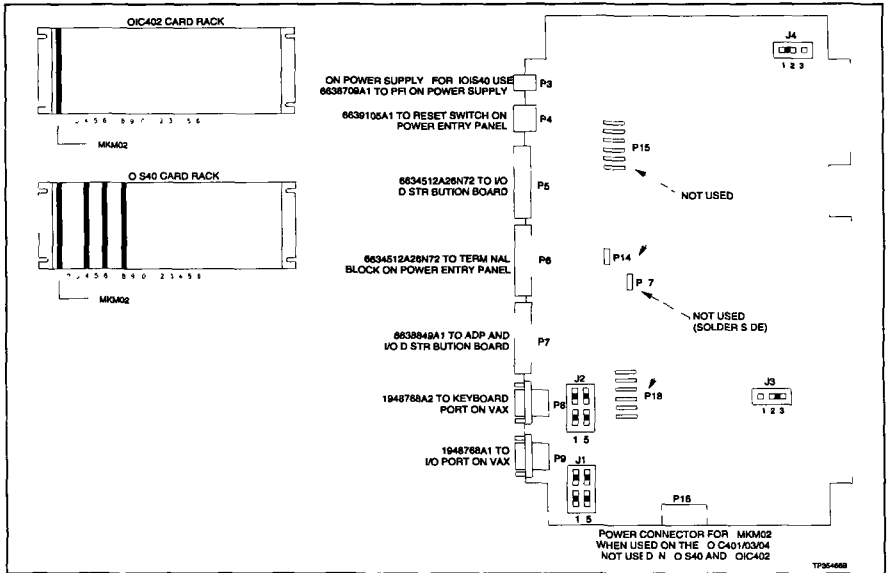 OIC402 CARD RACK
MKM02
O S40 CARD RACK
MKM02
ON POWER SUPPLY FOR IOIS40 USE
6638709A1 TO PFI ON POWER SUPPLY
P3
6639105A1 TO RESET SWITCH ON
POWER ENTRY PANEL
P4
6634512A26N72 TO I/O
D STR BUTION BOARD
P5
6634512A26N72 TO TERM NAL
BLOCK ON POWER ENTRY PANEL
P6
6638849A1 TO ADP AND
I/O D STR BUTION BOARD
P7
1948768A2 TO KEYBOARD
PORT ON VAX
P8
1948768A1 TO
I/O PORT ON VAX
P9
J2
1 5
J1
1 5
J4
1 2 3
P15
NOT USED
P14
P 7
NOT USED
(SOLDER S DE)
P18
J3
1 2 3
P16
POWER CONNECTOR FOR MKM02
WHEN USED ON THE O C401/03/04
NOT USED N O S40 AND OIC402
TP35466B